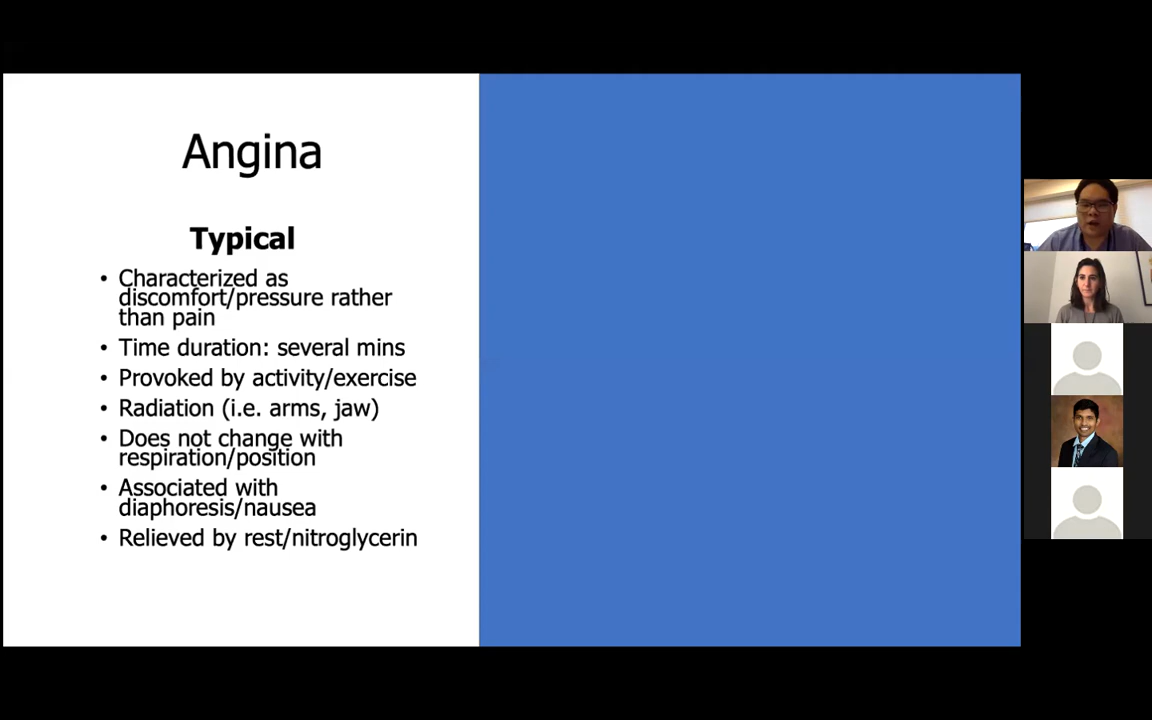 Angina
Typical
• Characterized as
discomfort/pressure rather
than pain
• Time duration: several mins
• Provoked by activity/exercise
• Radiation (i.e. arms, jaw)
• Does not change with
respiration/position
• Associated with
diaphoresis/nausea
• Relieved by rest/nitroglycerin